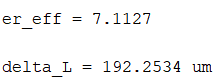 er_eff = 7.1127
delta_L = 192.2534 um